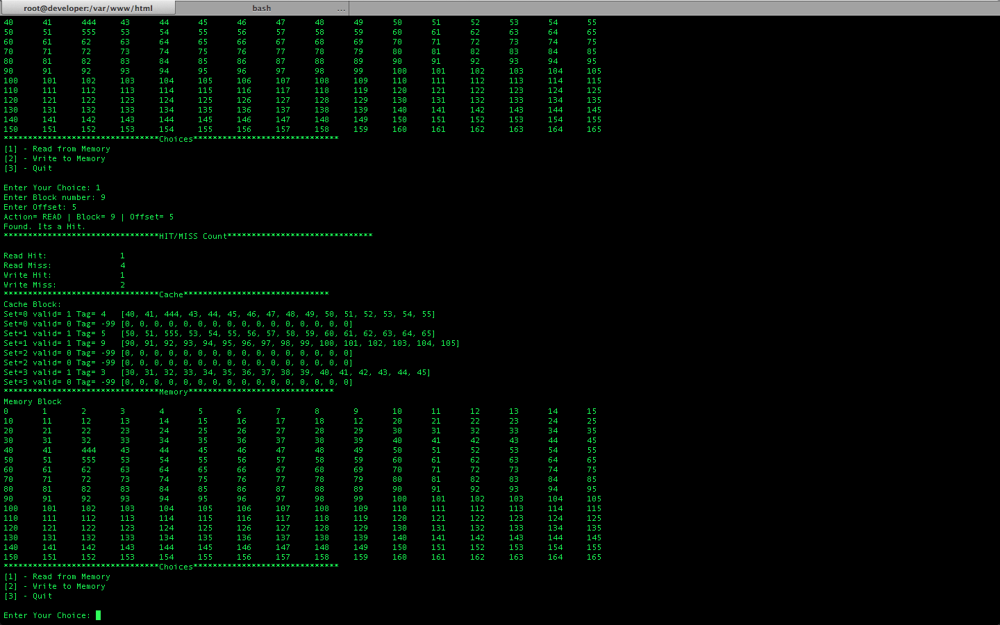 root@developer:/var/www/html bash ...
40 41 444 43 44 45 46 47 48 49 50 51 52 53 54 55
50 51 555 53 54 55 56 57 58 59 60 61 62 63 64 65
60 61 62 63 64 65 66 67 68 69 70 71 72 73 74 75
70 71 72 73 74 75 76 77 78 79 80 81 82 83 84 85
80 81 82 83 84 85 86 87 88 89 90 91 92 93 94 95
90 91 92 93 94 95 96 97 98 99 100 101 102 103 104 105
100 101 102 103 104 105 106 107 108 109 110 111 112 113 114 115
110 111 112 113 114 115 116 117 118 119 120 121 122 123 124 125
120 121 122 123 124 125 126 127 128 129 130 131 132 133 134 135
130 131 132 133 134 135 136 137 138 139 140 141 142 143 144 145
140 141 142 143 144 145 146 147 148 149 150 151 152 153 154 155
150 151 152 153 154 155 156 157 158 159 160 161 162 163 164 165
********************************Choices******************************
[1] - Read from Memory
[2] - Write to Memory
[3] - Quit
Enter Your Choice: 1
Enter Block number: 9
Enter Offset: 5
Action= READ | Block= 9 | Offset= 5
Found. Its a Hit.
********************************HIT/MISS Count******************************
Read Hit: 1
Read Miss: 4
Write Hit: 1
Write Miss: 2
********************************Cache******************************
Cache Block:
Set=0 valid= 1 Tag= 4 [40, 41, 444, 43, 44, 45, 46, 47, 48, 49, 50, 51, 52, 53, 54, 55]
Set=0 valid= 0 Tag= -99 [0, 0, 0, 0, 0, 0, 0, 0, 0, 0, 0, 0, 0, 0, 0, 0]
Set=1 valid= 1 Tag= 5 [50, 51, 555, 53, 54, 55, 56, 57, 58, 59, 60, 61, 62, 63, 64, 65]
Set=1 valid= 1 Tag= 9 [90, 91, 92, 93, 94, 95, 96, 97, 98, 99, 100, 101, 102, 103, 104, 105]
Set=2 valid= 0 Tag= -99 [0, 0, 0, 0, 0, 0, 0, 0, 0, 0, 0, 0, 0, 0, 0, 0]
Set=2 valid= 0 Tag= -99 [0, 0, 0, 0, 0, 0, 0, 0, 0, 0, 0, 0, 0, 0, 0, 0]
Set=3 valid= 1 Tag= 3 [30, 31, 32, 33, 34, 35, 36, 37, 38, 39, 40, 41, 42, 43, 44, 45]
Set=3 valid= 0 Tag= -99 [0, 0, 0, 0, 0, 0, 0, 0, 0, 0, 0, 0, 0, 0, 0, 0]
********************************Memory******************************
Memory Block
0 1 2 3 4 5 6 7 8 9 10 11 12 13 14 15
10 11 12 13 14 15 16 17 18 12 20 21 22 23 24 25
20 21 22 23 24 25 26 27 28 29 30 31 32 33 34 35
30 31 32 33 34 35 36 37 38 39 40 41 42 43 44 45
40 41 444 43 44 45 46 47 48 49 50 51 52 53 54 55
50 51 555 53 54 55 56 57 58 59 60 61 62 63 64 65
60 61 62 63 64 65 66 67 68 69 70 71 72 73 74 75
70 71 72 73 74 75 76 77 78 79 80 81 82 83 84 85
80 81 82 83 84 85 86 87 88 89 90 91 92 93 94 95
90 91 92 93 94 95 96 97 98 99 100 101 102 103 104 105
100 101 102 103 104 105 106 107 108 109 110 111 112 113 114 115
110 111 112 113 114 115 116 117 118 119 120 121 122 123 124 125
120 121 122 123 124 125 126 127 128 129 130 131 132 133 134 135
130 131 132 133 134 135 136 137 138 139 140 141 142 143 144 145
140 141 142 143 144 145 146 147 148 149 150 151 152 153 154 155
150 151 152 153 154 155 156 157 158 159 160 161 162 163 164 165
********************************Choices******************************
[1] - Read from Memory
[2] - Write to Memory
[3] - Quit
Enter Your Choice: